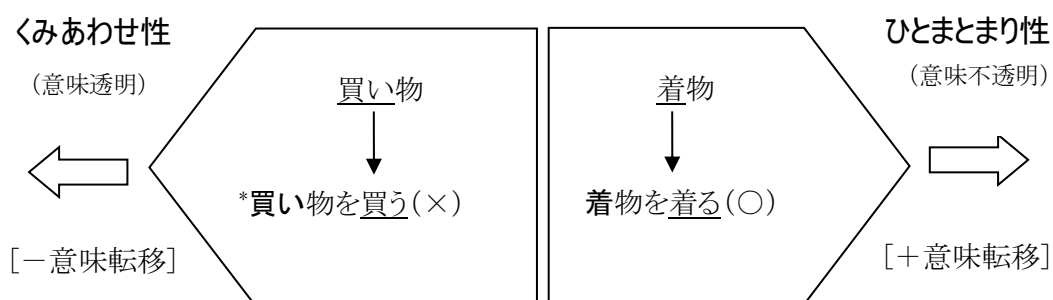 くみあわせ性
ひとまとまり性
(意味透明)
(意味不透明)
買い物
着物
*買い物を買う(×)
着物を着る(○)
[－意味転移]
[＋意味転移]